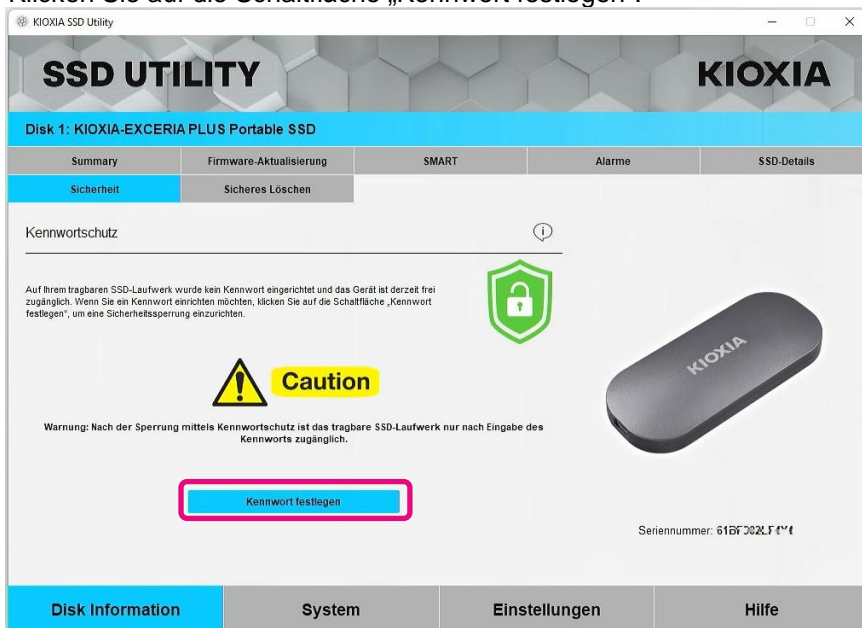 Klicken Sie auf die Schaltfläche „Kennwort festlegen“.
KIOXIA SSD Utility
SSD UTILITY
KIOXIA
Disk 1: KIOXIA-EXCERIA PLUS Portable SSD
Summary Firmware-Aktualisierung SMART Alarme SSD-Details
Sicherheit Sicheres Löschen
Kennwortschutz
Auf Ihrem tragbaren SSD-Laufwerk wurde kein Kennwort eingerichtet und das Gerät ist derzeit frei
zugänglich. Wenn Sie ein Kennwort einrichten möchten, klicken Sie auf die Schaltfläche „Kennwort
festlegen“, um eine Sicherheitssperrung einzurichten.
KIOXIA
Caution
Warnung: Nach der Sperrung mittels Kennwortschutz ist das tragbare SSD-Laufwerk nur nach Eingabe des
Kennworts zugänglich.
Kennwort festlegen
Seriennummer:
Disk Information System Einstellungen Hilfe